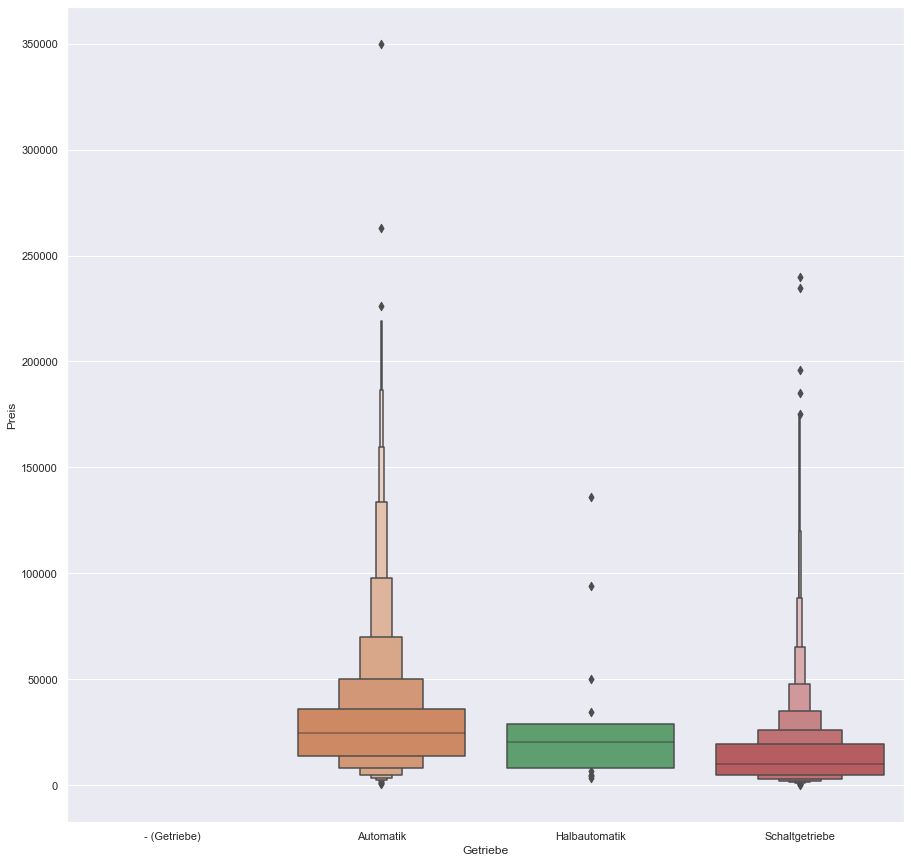 350000
300000
250000
200000
150000
100000
50000
0
Preis
- (Getriebe)
Automatik
Halbautomatik
Schaltgetriebe
Getriebe